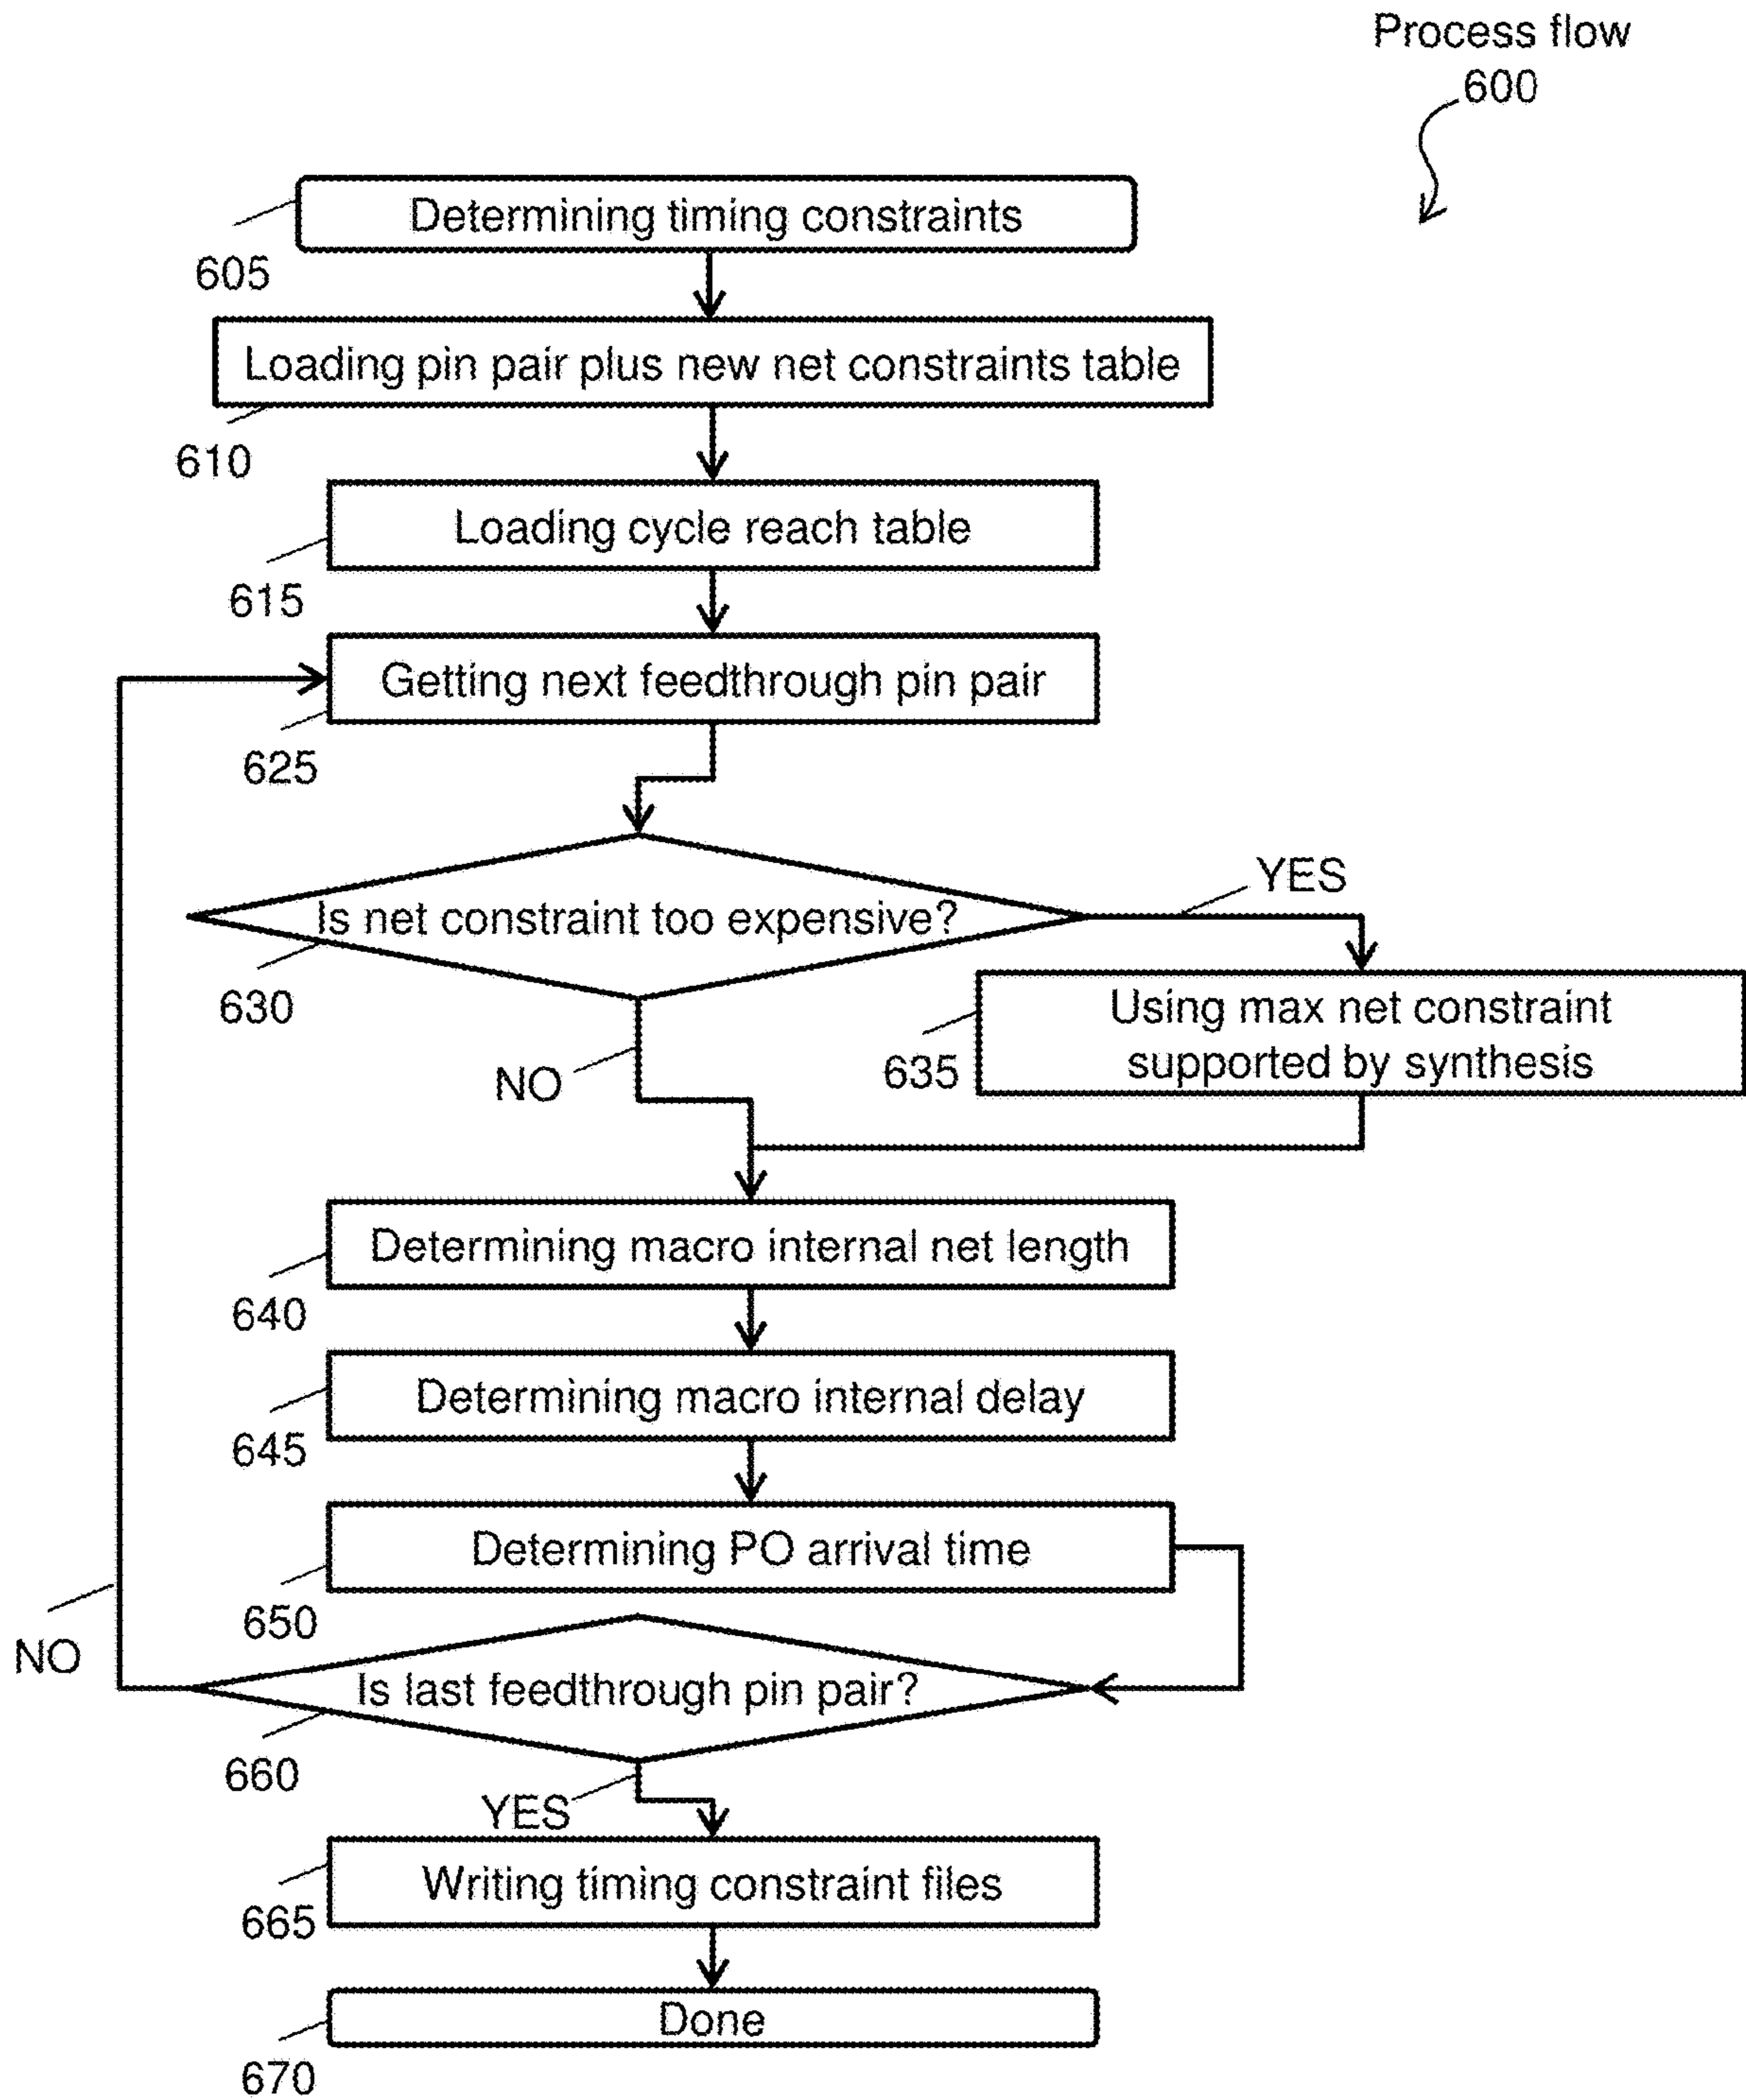 Process flow
600
Determining timing constraints
605
Loading pin pair plus new net constraints table
610
Loading cycle reach table
615
Getting next feedthrough pin pair
625
YES
Is net constraint too expensive?
630
Using max net constraint
supported by synthesis
635
NO
Determining macro internal net length
640
Determining macro internal delay
645
Determining PO arrival time
650
NO
Is last feedthrough pin pair?
660
YES
Writing timing constraint files
665
Done
670